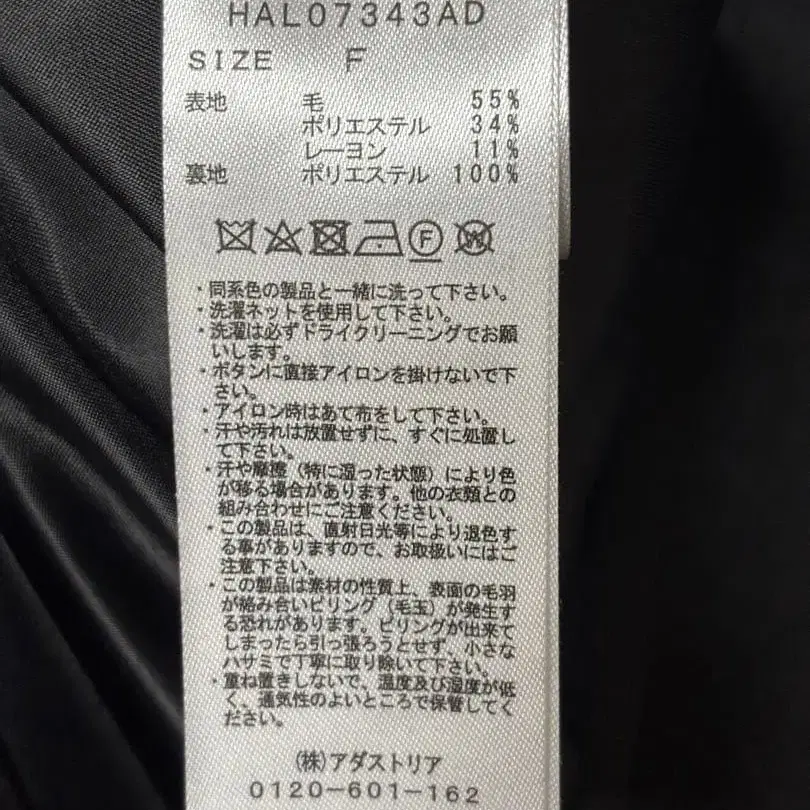 HAL07343AD
SIZE F
表地 毛 55%
ポリエステル 34%
レーヨン 11%
裏地 ポリエステル 100%
F W
・同系色の製品と一緒に洗って下さい。
・洗濯ネットを使用して下さい。
・洗濯は必ずドライクリーニングでお願
いします。
・ボタンに直接アイロンを掛けないで下
さい。
・アイロン時はあて布をして下さい。
・汗や汚れは放置せずに、すぐに処置し
て下さい。
・汗や摩擦（特に湿った状態）により色
が移る場合があります。他の衣類との
組み合わせにご注意ください。
・この製品は、直射日光等により退色す
る事がありますので、お取扱いにはご
注意下さい。
・この製品は素材の性質上、表面の毛羽
が絡み合いピリング（毛玉）が発生す
る恐れがあります。ピリングが出来て
しまったら引っ張ろうとせず、小さな
ハサミで丁寧に取り除いて下さい。
・重ね置きしないで、温度及び湿度が低
く、通気性のよいところで保管してく
ださい。
(株)アダストリア
0120-601-162